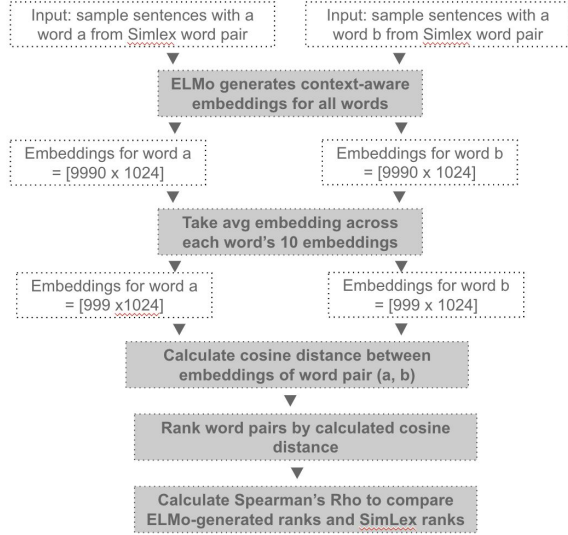 Input: sample sentences with a
word a from Simlex word pair
Input: sample sentences with a
word b from Simlex word pair
ELMo generates context-aware
embeddings for all words
Embeddings for word a
= [9990 x 1024]
Embeddings for word b
= [9990 x 1024]
Take avg embedding across
each word's 10 embeddings
Embeddings for word a
= [999 x1024]
Embeddings for word b
= [999 x 1024]
Calculate cosine distance between
embeddings of word pair (a, b)
Rank word pairs by calculated cosine
distance
Calculate Spearman's Rho to compare
ELMo-generated ranks and SimLex ranks